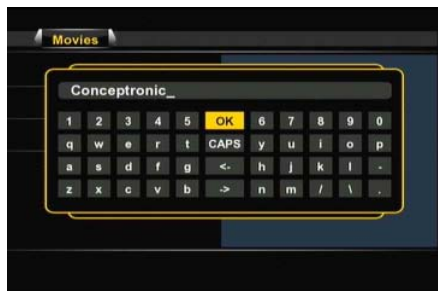 Movies
Conceptronic_
1 2 3 4 5 OK 6 7 8 9 0
q w e r t CAPS y u i o p
a s d f g <- h j k l -
z x c v b -> n m / \ .